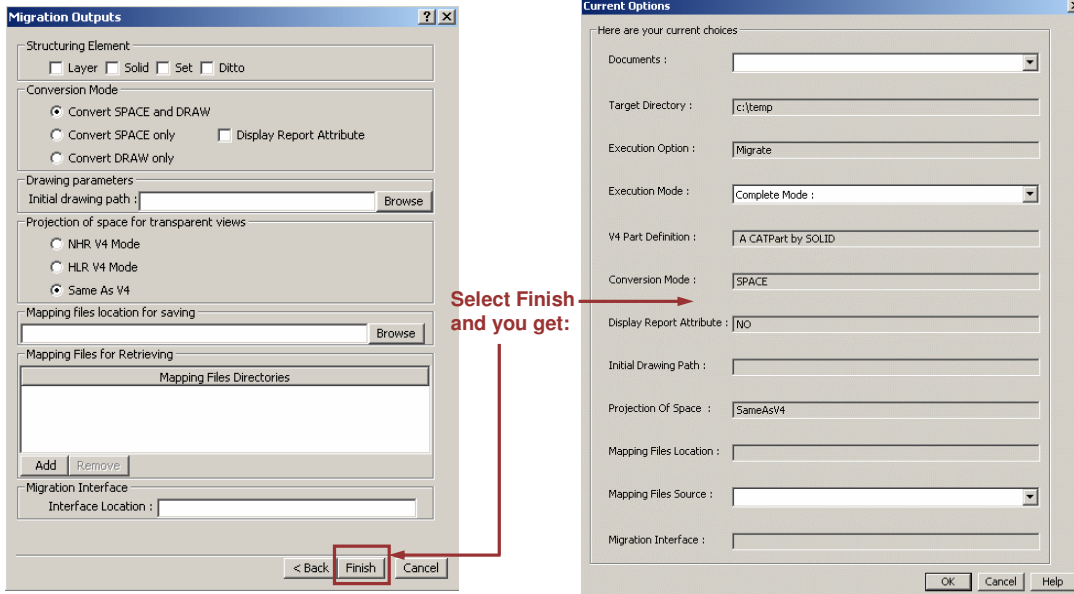 Migration Outputs
Structuring Element
Layer Solid Set Ditto
Conversion Mode
Convert SPACE and DRAW
Convert SPACE only Display Report Attribute
Convert DRAW only
Drawing parameters
Initial drawing path : Browse
Projection of space for transparent views
NHR V4 Mode
HLR V4 Mode
Same As V4
Mapping files location for saving
Browse
Mapping Files for Retrieving
Mapping Files Directories
Add Remove
Migration Interface
Interface Location :
< Back Finish Cancel
Select Finish
and you get:
Current Options
Here are your current choices
Documents :
Target Directory : c:\temp
Execution Option : Migrate
Execution Mode : Complete Mode :
V4 Part Definition : A CATPart by SOLID
Conversion Mode : SPACE
Display Report Attribute : NO
Initial Drawing Path :
Projection Of Space : SameAsV4
Mapping Files Location :
Mapping Files Source :
Migration Interface :
OK Cancel Help